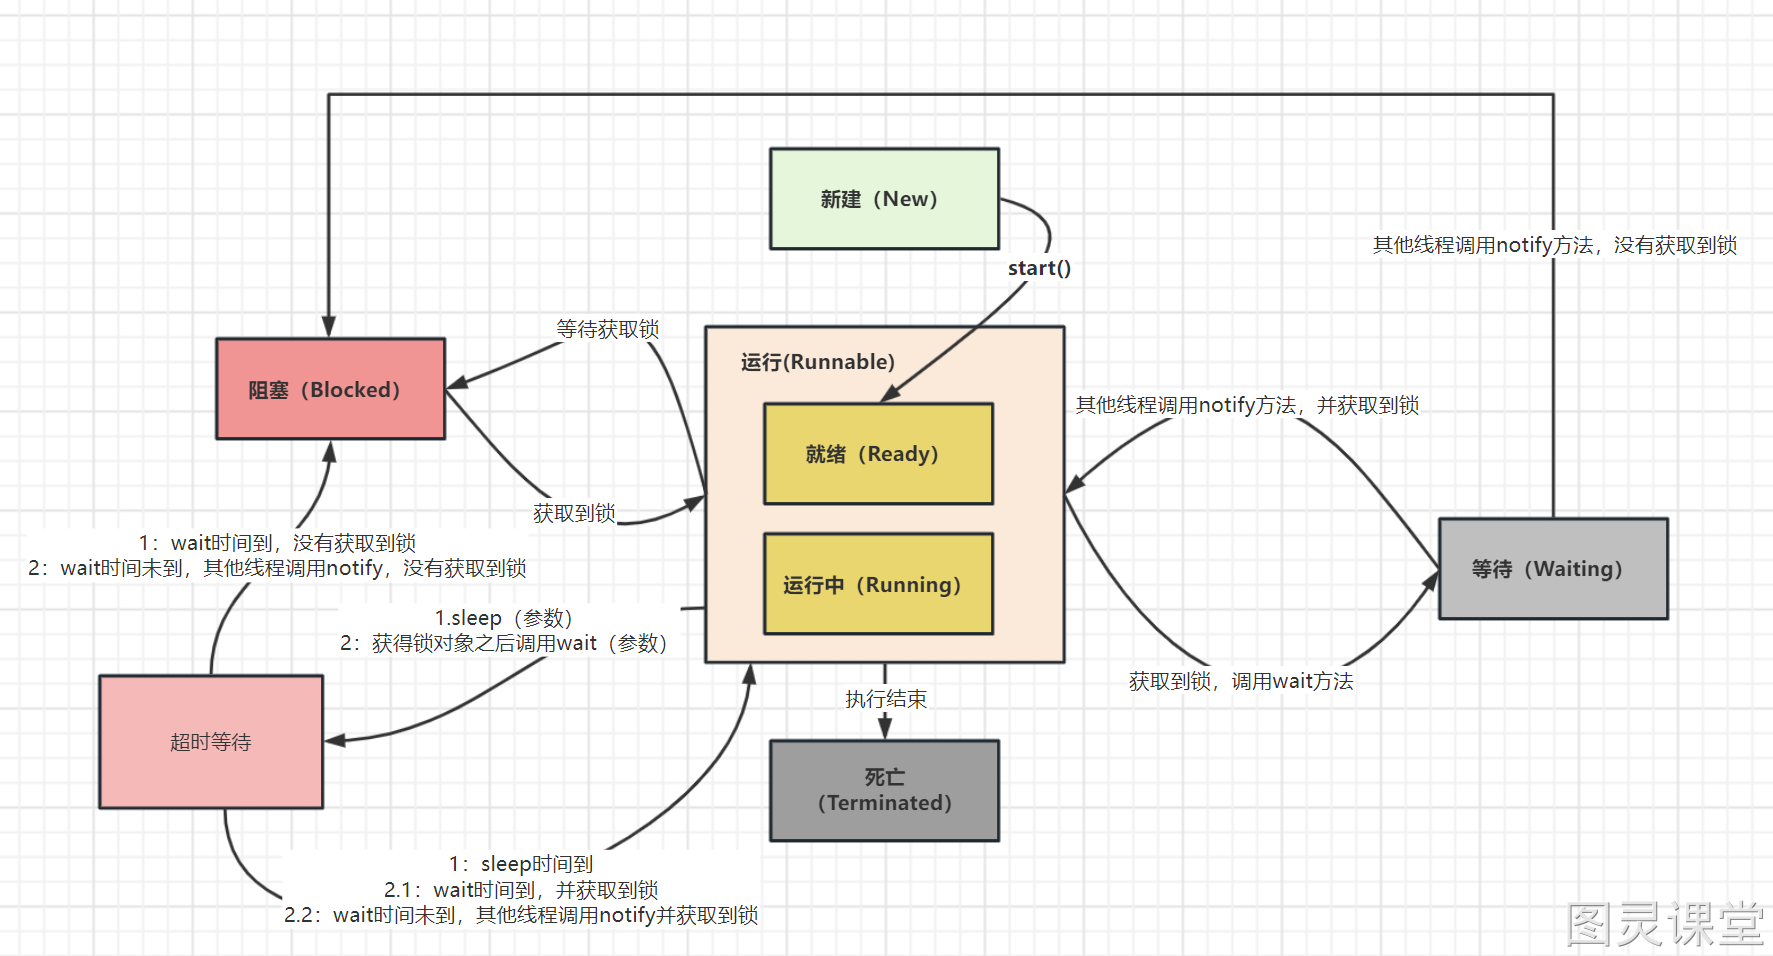 新建（New）
其他线程调用notify方法，没有获取到锁
start()
等待获取锁
运行(Runnable)
阻塞（Blocked）
其他线程调用notify方法，并获取到锁
就绪（Ready）
获取到锁
1：wait时间到，没有获取到锁
2：wait时间未到，其他线程调用notify，没有获取到锁
等待（Waiting）
运行中（Running）
1.sleep（参数）
2：获得锁对象之后调用wait（参数）
获取到锁，调用wait方法
执行结束
超时等待
死亡
（Terminated）
1：sleep时间到
2.1：wait时间到，并获取到锁
2.2：wait时间未到，其他线程调用notify并获取到锁
图灵课堂